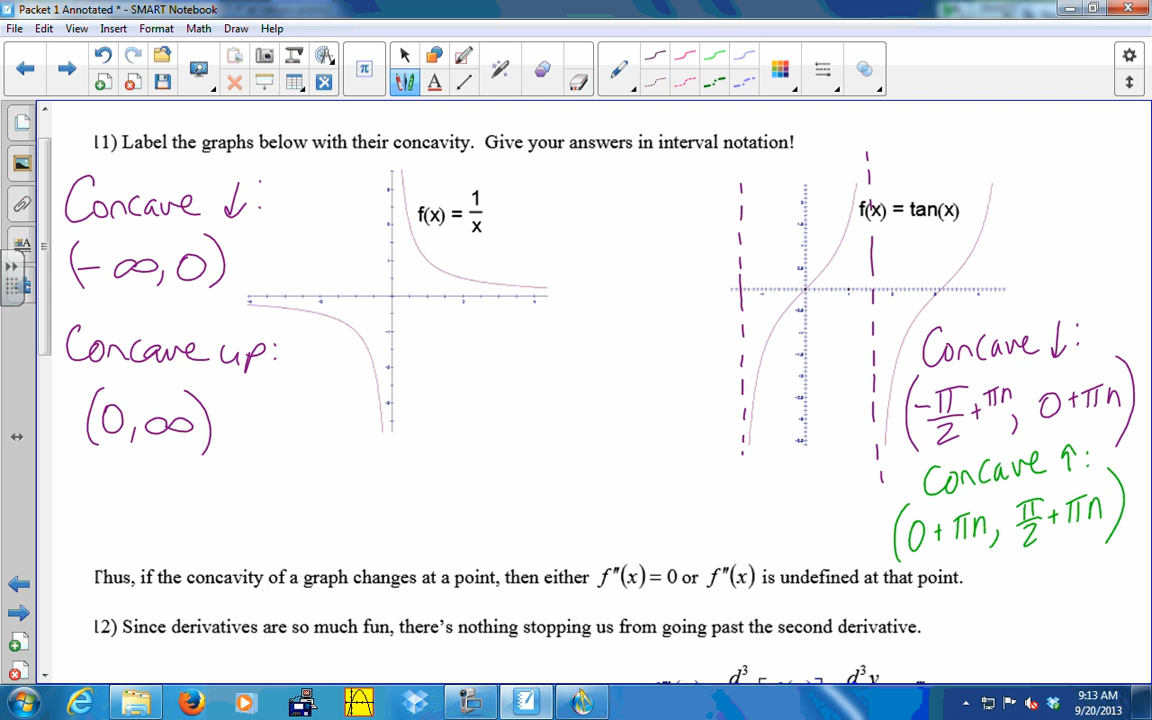 Packet 1 Annotated * - SMART Notebook
File Edit View Insert Format Math Draw Help
11) Label the graphs below with their concavity. Give your answers in interval notation!
Concave ↓:
(-∞, 0)
Concave up:
(0, ∞)
f(x) = 1/x
f(x) = tan(x)
Concave ↓:
(-π/2 + πn, 0+πn)
Concave ↑:
(0+πn, π/2+πn)
Thus, if the concavity of a graph changes at a point, then either f″(x) = 0 or f″(x) is undefined at that point.
12) Since derivatives are so much fun, there's nothing stopping us from going past the second derivative.
9:13 AM
9/20/2013